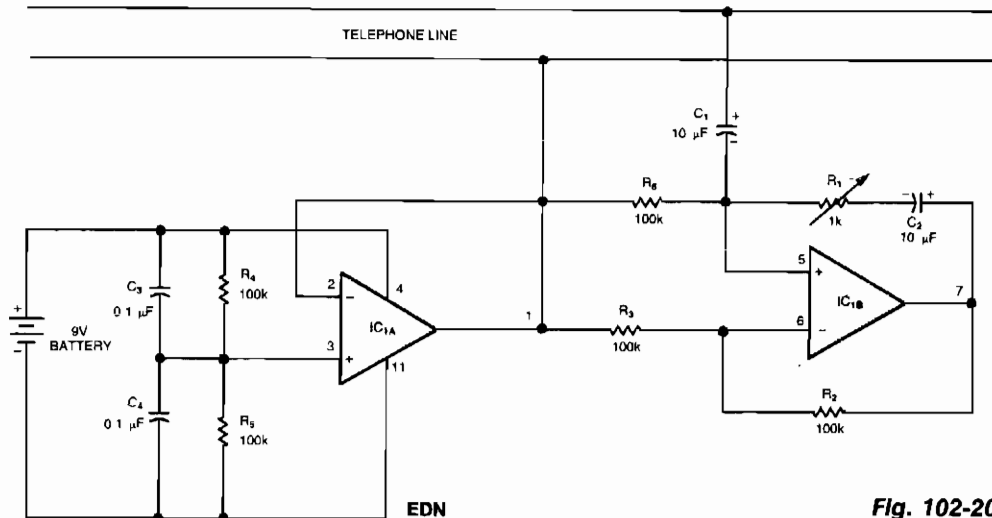 TELEPHONE LINE
C₁
10 µF
+
−
R₆
100k
R₁
1k
− +
C₂
10 µF
+
−
9V
BATTERY
C₃
0 1 µF
R₄
100k
C₄
0 1 µF
R₅
100k
2
−
3
+
4
11
IC₁A
1
R₃
100k
5
+
6
−
IC₁B
7
R₂
100k
EDN
Fig. 102-20